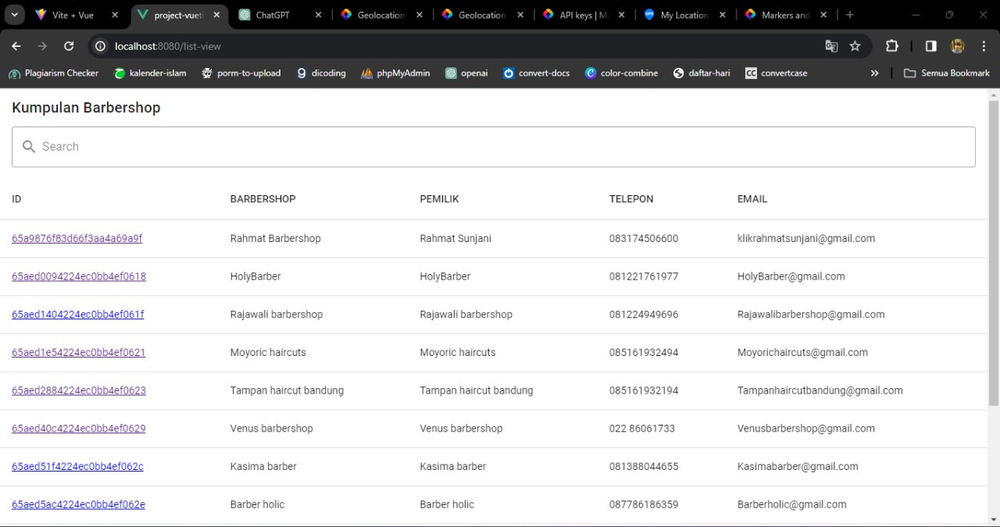 Vite + Vue
project-vueti
ChatGPT
Geolocation
Geolocation
API keys | Ma
My Location
Markers and
localhost:8080/list-view
Plagiarism Checker
kalender-islam
porm-to-upload
dicoding
phpMyAdmin
openai
convert-docs
color-combine
daftar-hari
CC convertcase
»
Semua Bookmark
Kumpulan Barbershop
Search
ID BARBERSHOP PEMILIK TELEPON EMAIL
65a9876f83d66f3aa4a69a9f Rahmat Barbershop Rahmat Sunjani 083174506600 klikrahmatsunjani@gmail.com
65aed0094224ec0bb4ef0618 HolyBarber HolyBarber 081221761977 HolyBarber@gmail.com
65aed1404224ec0bb4ef061f Rajawali barbershop Rajawali barbershop 081224949696 Rajawalibarbershop@gmail.com
65aed1e54224ec0bb4ef0621 Moyoric haircuts Moyoric haircuts 085161932494 Moyorichaircuts@gmail.com
65aed2884224ec0bb4ef0623 Tampan haircut bandung Tampan haircut bandung 085161932194 Tampanhaircutbandung@gmail.com
65aed40c4224ec0bb4ef0629 Venus barbershop Venus barbershop 022 86061733 Venusbarbershop@gmail.com
65aed51f4224ec0bb4ef062c Kasima barber Kasima barber 081388044655 Kasimabarber@gmail.com
65aed5ac4224ec0bb4ef062e Barber holic Barber holic 087786186359 Barberholic@gmail.com